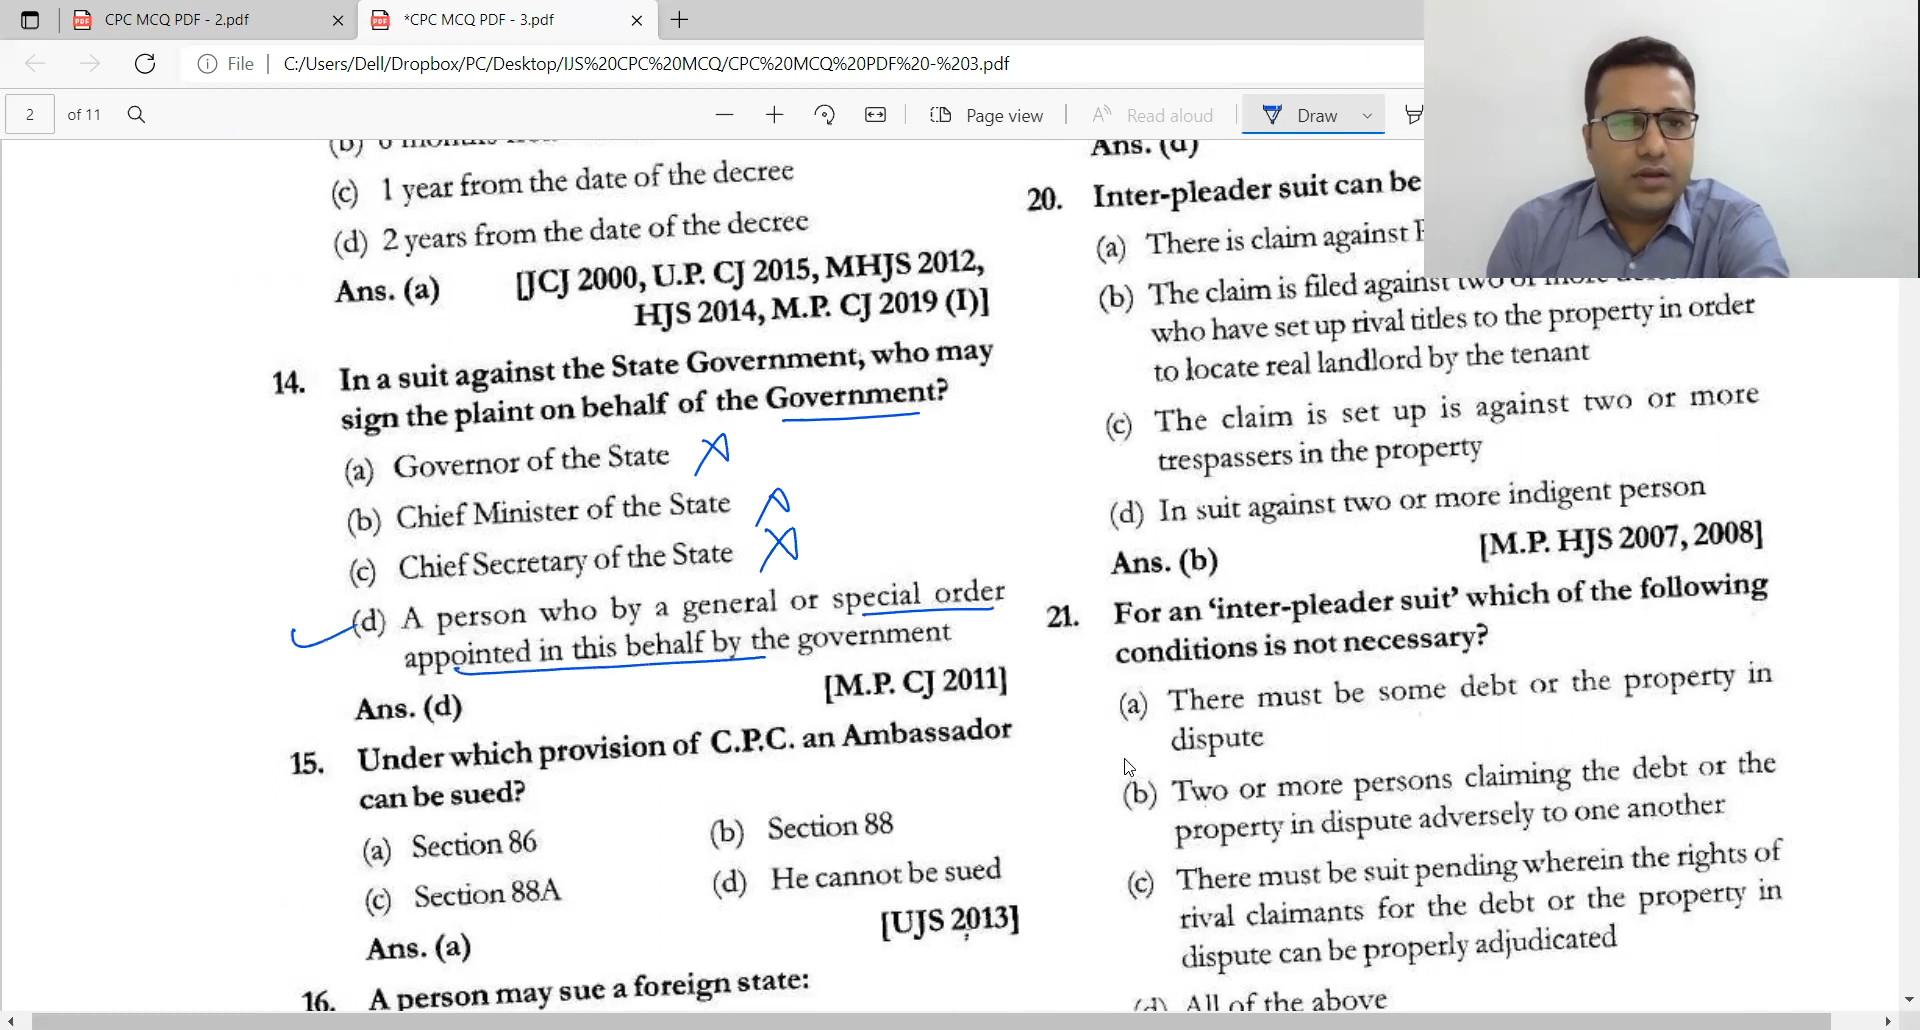 CPC MCQ PDF - 2.pdf
*CPC MCQ PDF - 3.pdf
File
C:/Users/Dell/Dropbox/PC/Desktop/IJS%20CPC%20MCQ/CPC%20MCQ%20PDF%20-%203.pdf
2 of 11
Page view
Read aloud
Draw
(c) 1 year from the date of the decree
(d) 2 years from the date of the decree
Ans. (a) [JCJ 2000, U.P. CJ 2015, MHJS 2012,
HJS 2014, M.P. CJ 2019 (I)]
14. In a suit against the State Government, who may
sign the plaint on behalf of the Government?
(a) Governor of the State
(b) Chief Minister of the State
(c) Chief Secretary of the State
(d) A person who by a general or special order
appointed in this behalf by the government
Ans. (d) [M.P. CJ 2011]
15. Under which provision of C.P.C. an Ambassador
can be sued?
(a) Section 86 (b) Section 88
(c) Section 88A (d) He cannot be sued
Ans. (a) [UJS 2013]
16. A person may sue a foreign state:
Ans. (d)
20. Inter-pleader suit can be
(a) There is claim against
(b) The claim is filed against two or more
who have set up rival titles to the property in order
to locate real landlord by the tenant
(c) The claim is set up is against two or more
trespassers in the property
(d) In suit against two or more indigent person
Ans. (b) [M.P. HJS 2007, 2008]
21. For an ‘inter-pleader suit’ which of the following
conditions is not necessary?
(a) There must be some debt or the property in
dispute
(b) Two or more persons claiming the debt or the
property in dispute adversely to one another
(c) There must be suit pending wherein the rights of
rival claimants for the debt or the property in
dispute can be properly adjudicated
(d) All of the above